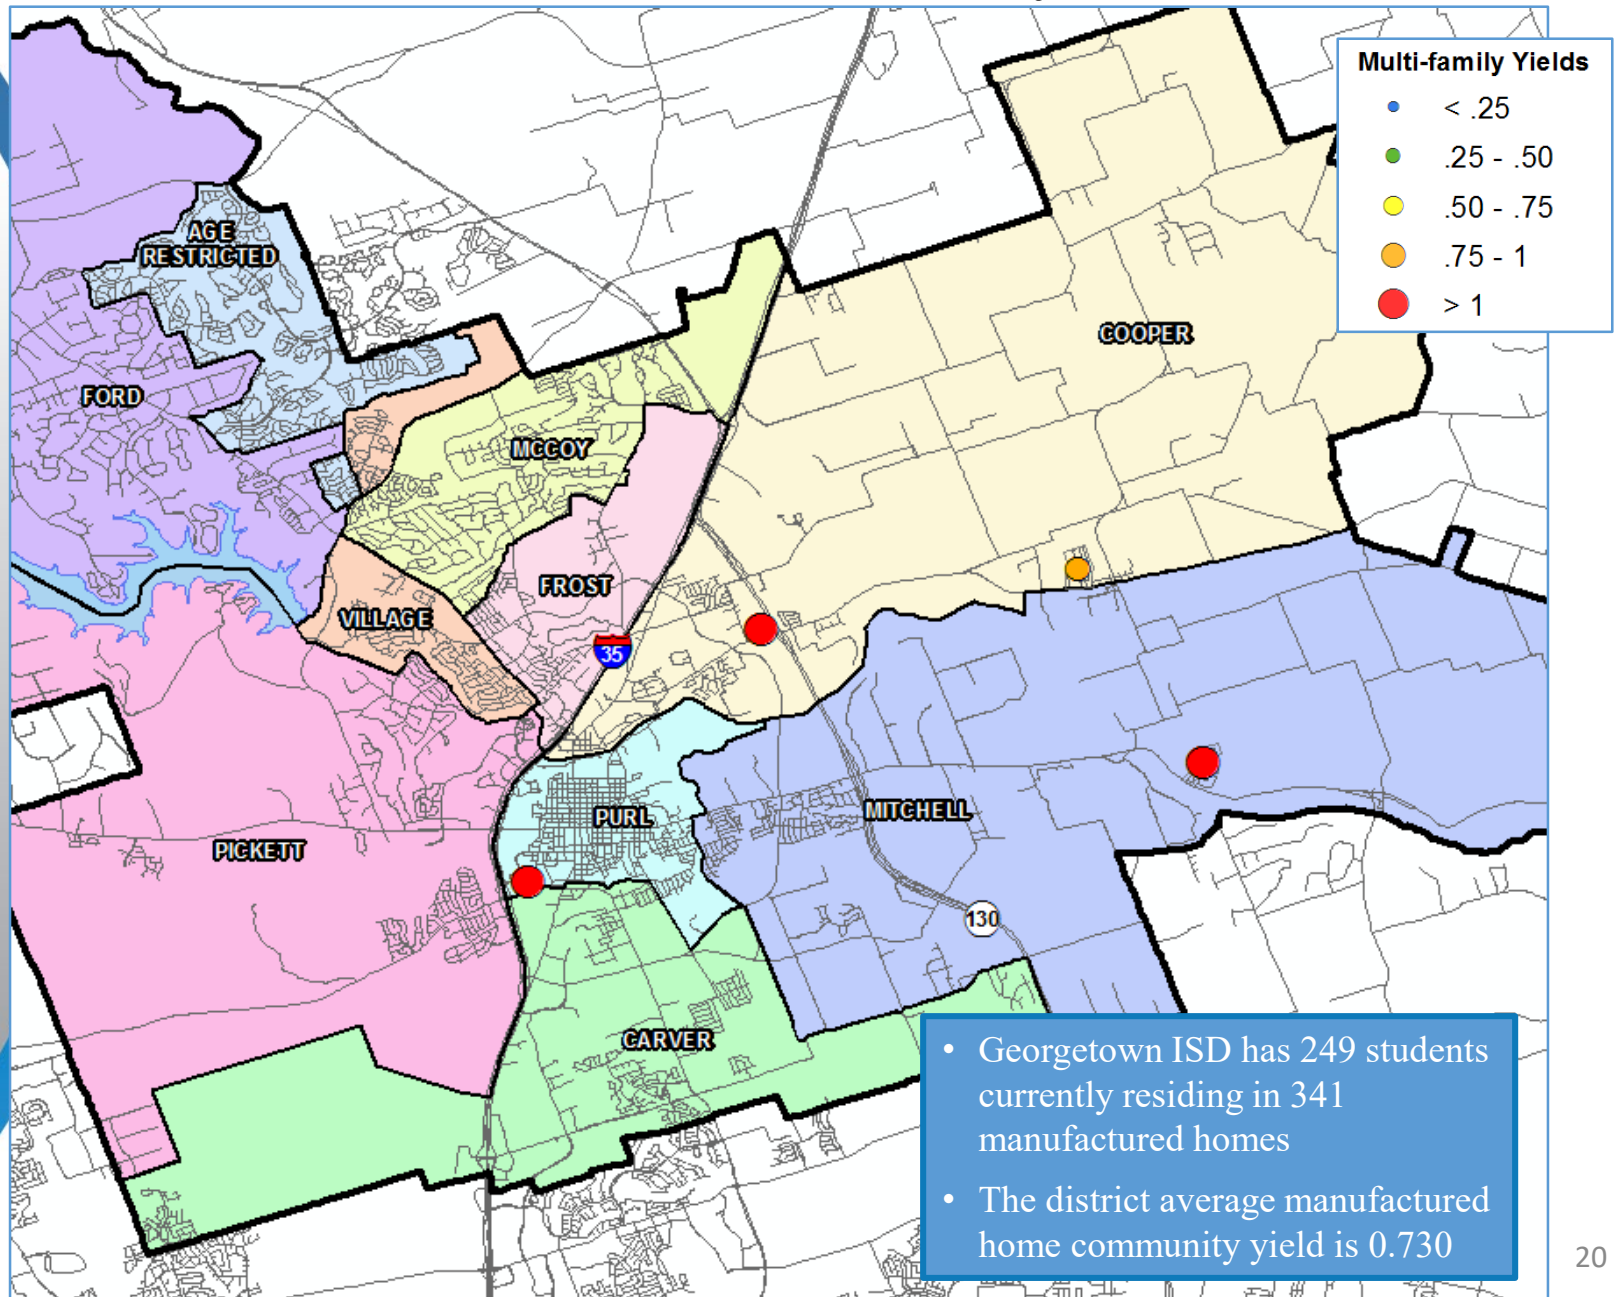 Multi-family Yields
< .25
.25 - .50
.50 - .75
.75 - 1
> 1
AGE
RESTRICTED
COOPER
FORD
MCCOY
FROST
VILLAGE
35
PURL
MITCHELL
PICKETT
130
CARVER
• Georgetown ISD has 249 students
currently residing in 341
manufactured homes
• The district average manufactured
home community yield is 0.730
20